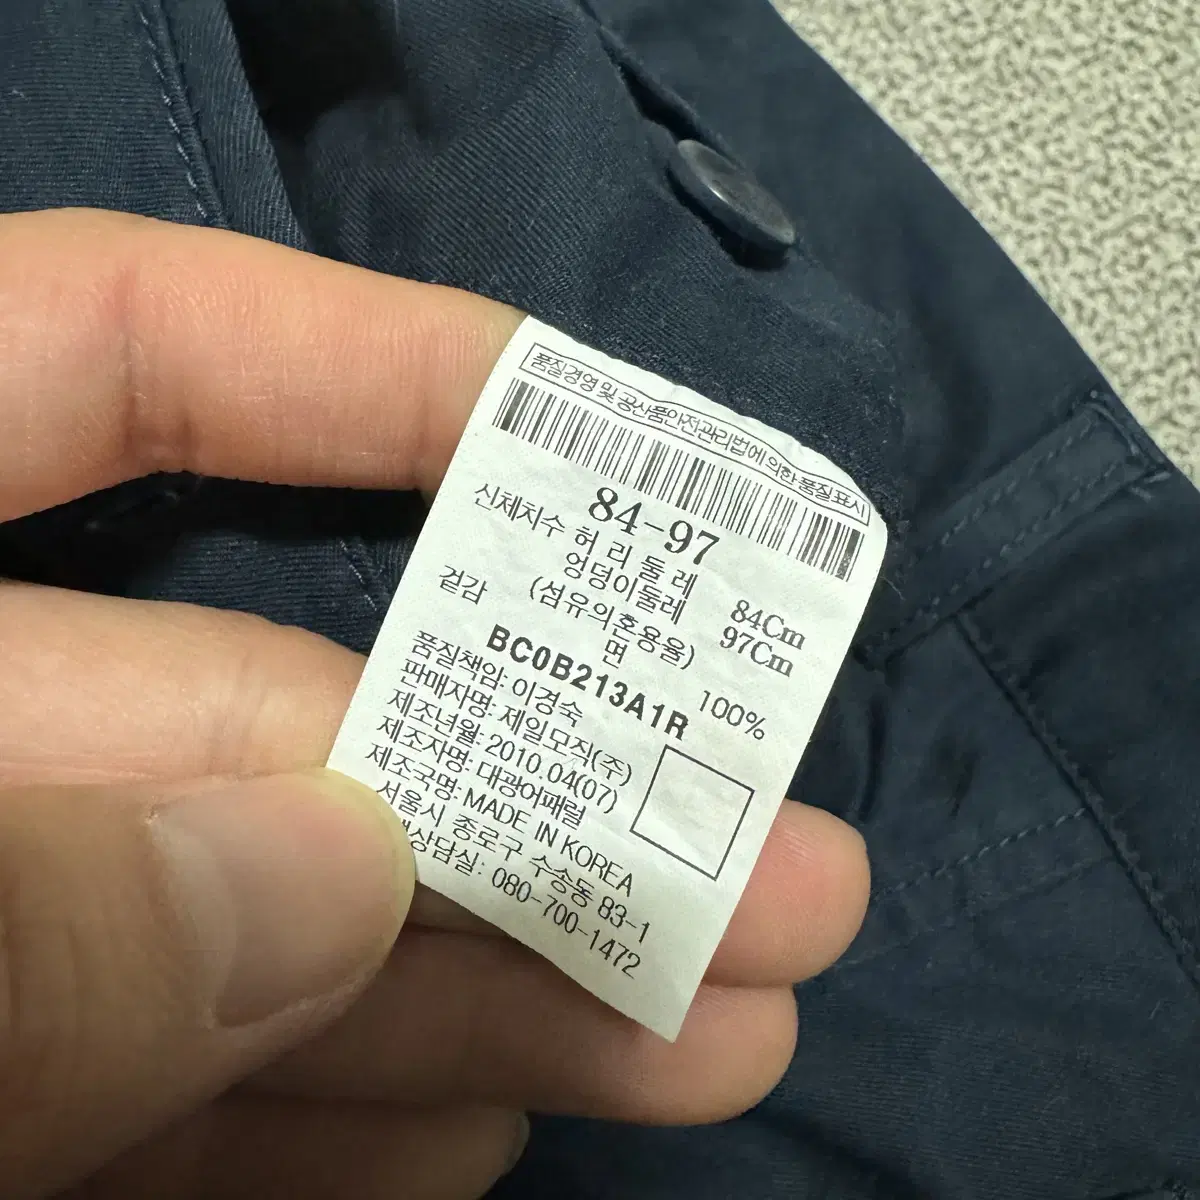 품질경영 및 공산품안전관리법에 의한 품질표시
84-97
신체치수 허 리 둘 레 84Cm
엉덩이둘레 97Cm
겉감 (섬유의혼용율)
면 100%
BC0B213A1R
품질책임: 이경숙
판매자명: 제일모직(주)
제조년월: 2010.04(07)
제조자명: 대광어패럴
제조국명: MADE IN KOREA
서울시 종로구 수송동 83-1
상담실: 080-700-1472